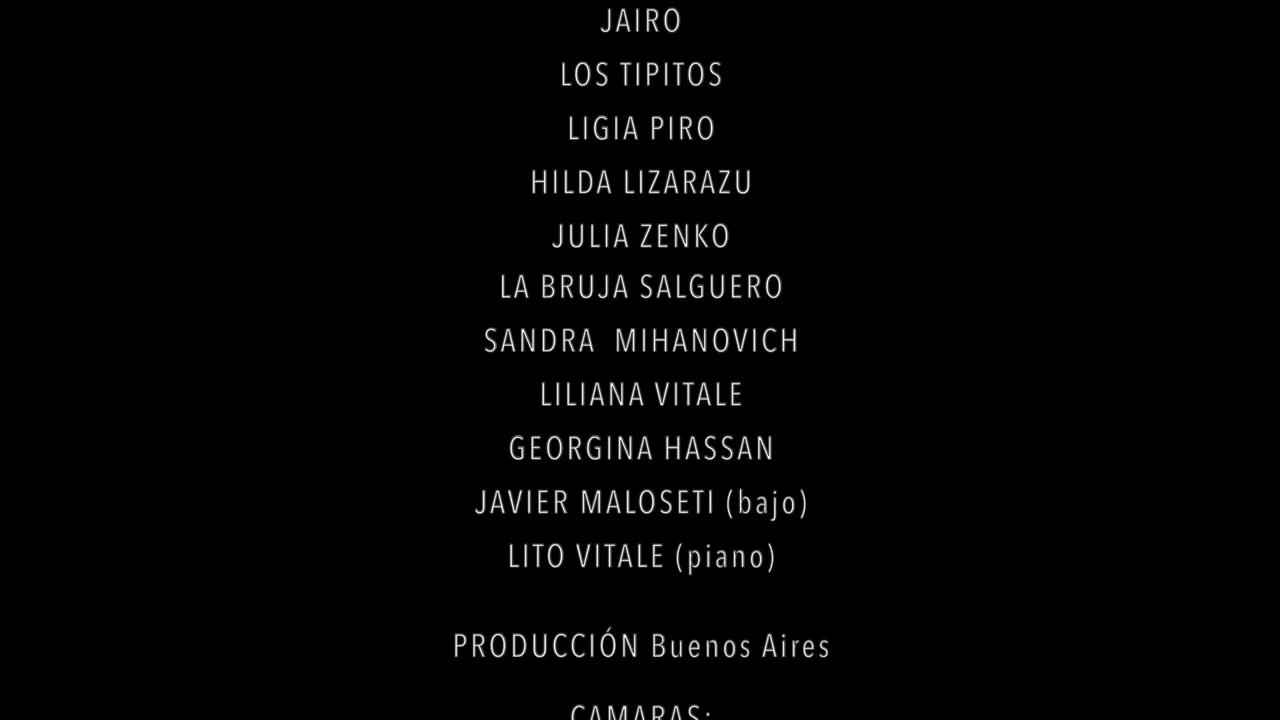 JAIRO
LOS TIPITOS
LIGIA PIRO
HILDA LIZARAZU
JULIA ZENKO
LA BRUJA SALGUERO
SANDRA  MIHANOVICH
LILIANA VITALE
GEORGINA HASSAN
JAVIER MALOSETI (bajo)
LITO VITALE (piano)
PRODUCCIÓN Buenos Aires
CAMARAS: